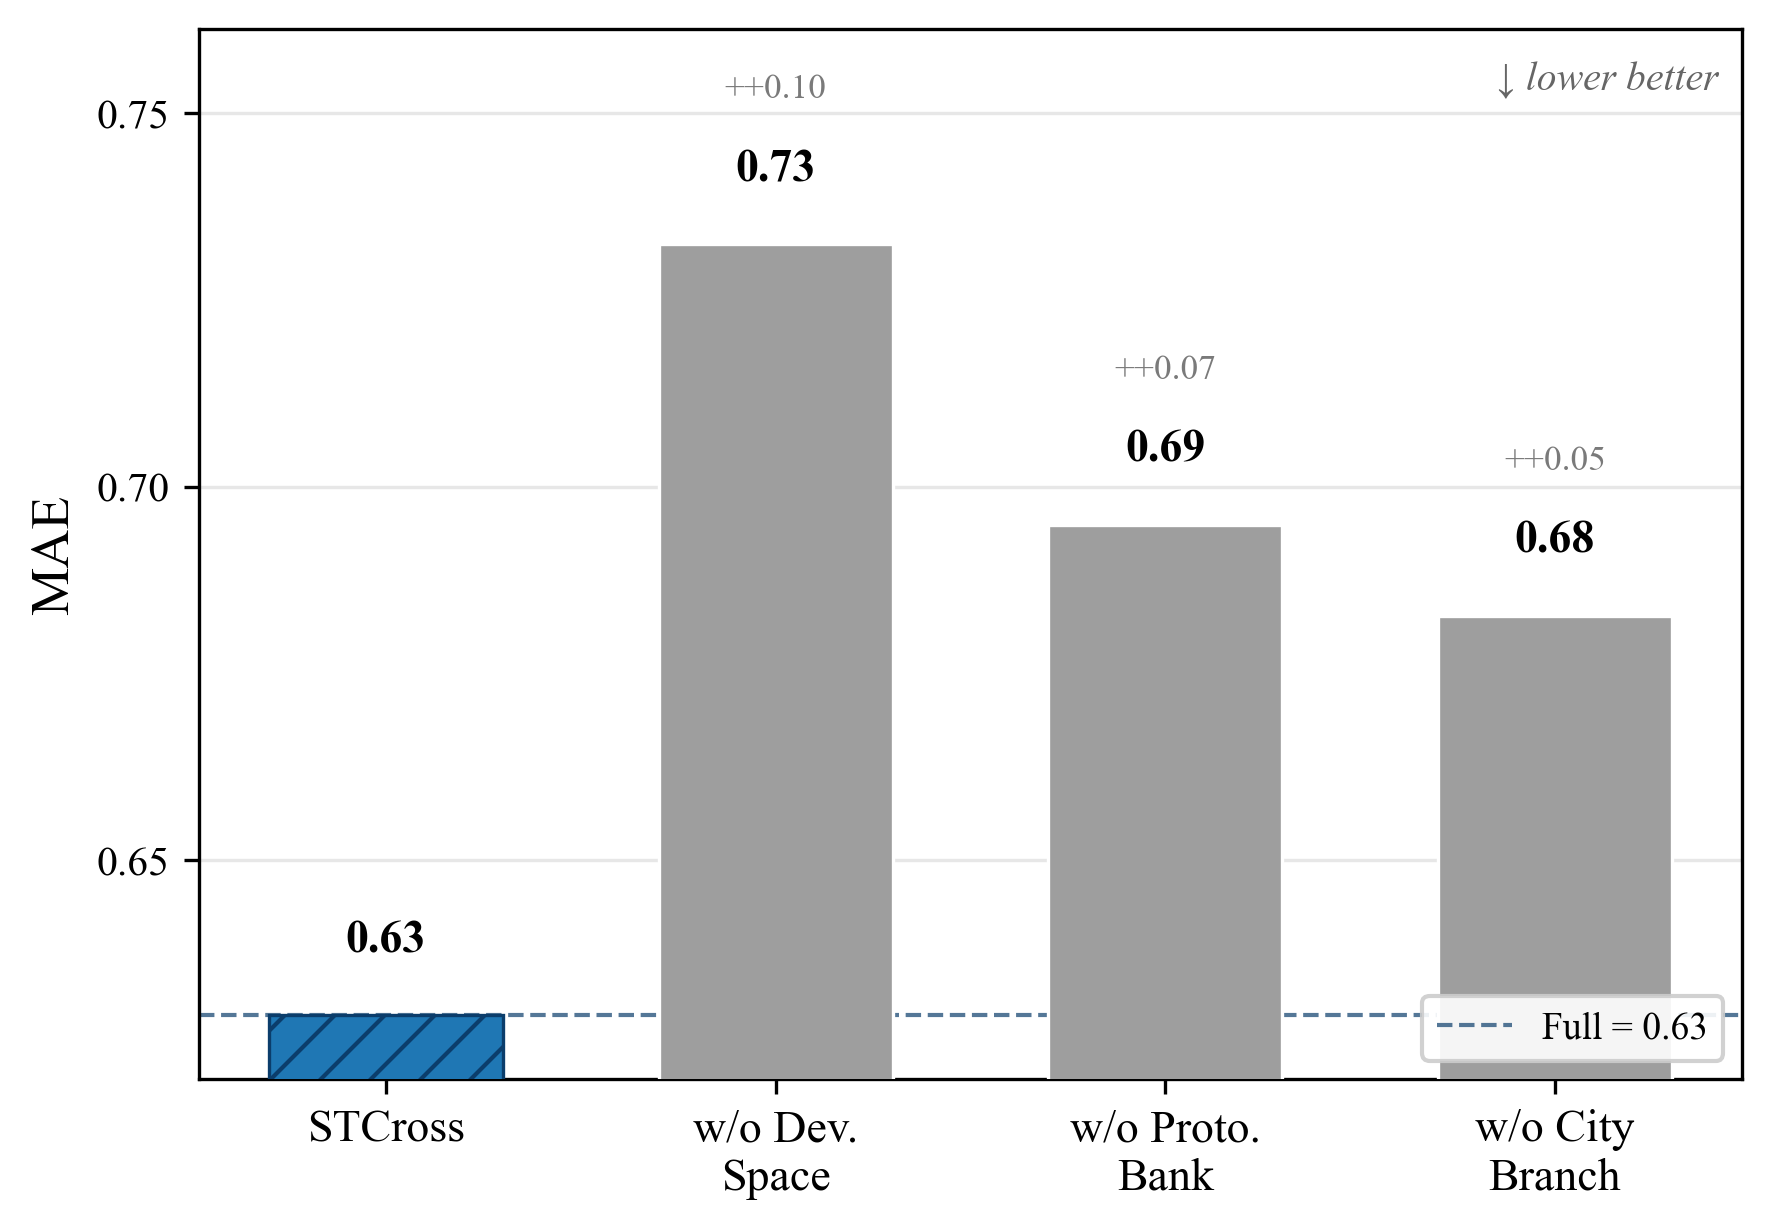 ↓ lower better
++0.10
0.75
0.73
++0.07
0.69
++0.05
0.70
0.68
MAE
0.65
0.63
Full = 0.63
STCross
w/o Dev.
Space
w/o Proto.
Bank
w/o City
Branch